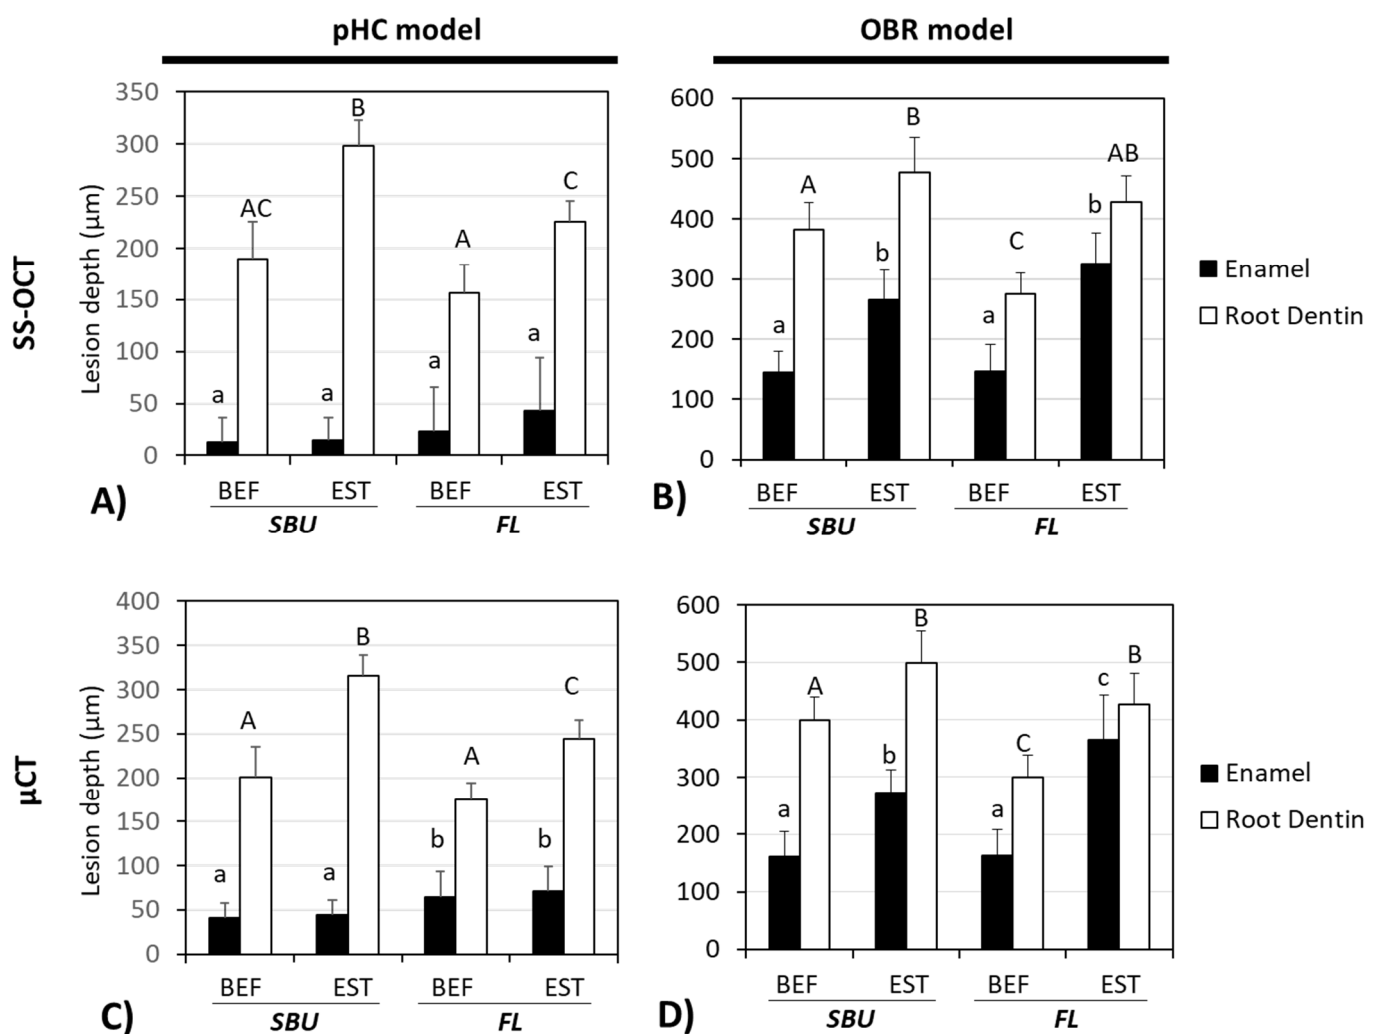 pHC model
OBR model
SS-OCT
Lesion depth (µm)
350
300
250
200
150
100
50
0
AC
B
A
C
a
a
a
a
BEF
EST
BEF
EST
SBU
FL
A)
600
500
400
300
200
100
0
A
B
C
AB
a
b
a
b
BEF
EST
BEF
EST
SBU
FL
B)
Enamel
Root Dentin
µCT
Lesion depth (µm)
400
350
300
250
200
150
100
50
0
A
B
A
C
a
a
b
b
BEF
EST
BEF
EST
SBU
FL
C)
600
500
400
300
200
100
0
A
B
C
B
a
b
a
c
BEF
EST
BEF
EST
SBU
FL
D)
Enamel
Root Dentin